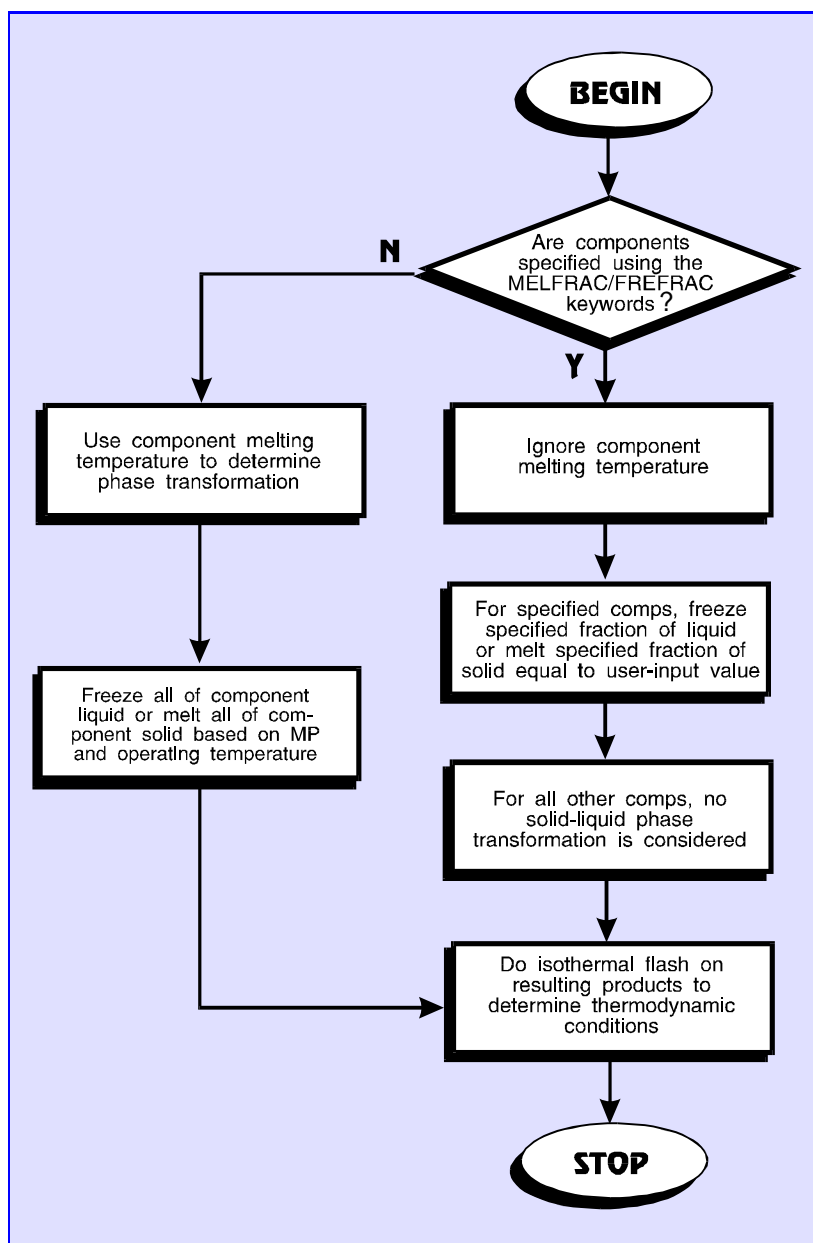 BEGIN
Are components
specified using the
MELFRAC/FREFRAC
keywords?
N
Y
Use component melting
temperature to determine
phase transformation
Ignore component
melting temperature
For specified comps, freeze
specified fraction of liquid
or melt specified fraction of
solid equal to user-input value
Freeze all of component
liquid or melt all of com-
ponent solid based on MP
and operating temperature
For all other comps, no
solid-liquid phase
transformation is considered
Do isothermal flash on
resulting products to
determine thermodynamic
conditions
STOP